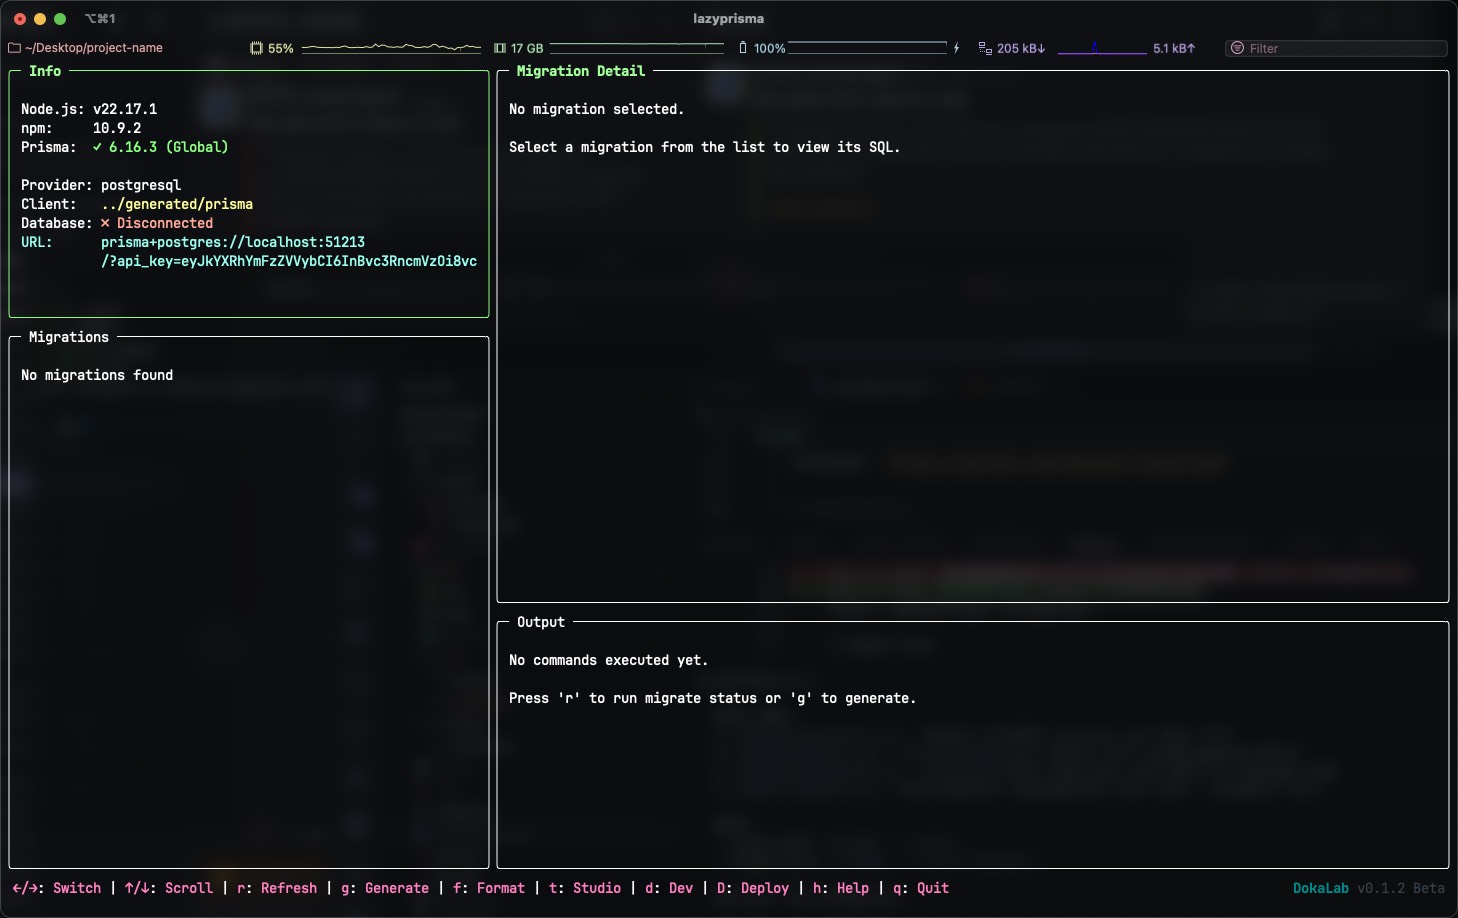 ⌥⌘1
lazyprisma
~/Desktop/project-name
55%
17 GB
100%
205 kB↓
5.1 kB↑
Filter
Info
Node.js: v22.17.1
npm: 10.9.2
Prisma: ✓ 6.16.3 (Global)
Provider: postgresql
Client: ../generated/prisma
Database: × Disconnected
URL: prisma+postgres://localhost:51213
/?api_key=eyJkYXRhYmFzZVVybCI6InBvc3RncmVzOi8vc
Migrations
No migrations found
Migration Detail
No migration selected.
Select a migration from the list to view its SQL.
Output
No commands executed yet.
Press 'r' to run migrate status or 'g' to generate.
←/→: Switch | ↑/↓: Scroll | r: Refresh | g: Generate | f: Format | t: Studio | d: Dev | D: Deploy | h: Help | q: Quit
DokaLab v0.1.2 Beta